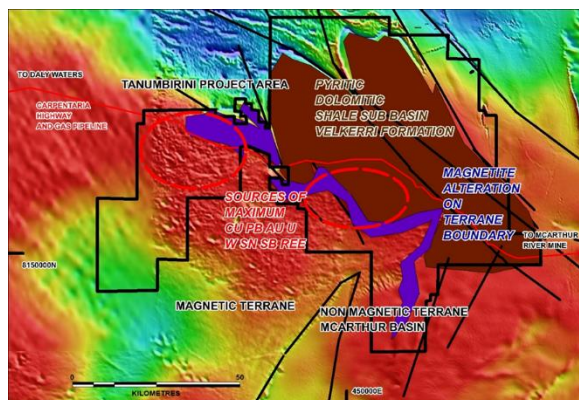 TO DALY WATERS
TANUMBIRINI PROJECT AREA
CARPENTARIA
HIGHWAY
AND GAS PIPELINE
PYRITIC
DOLOMITIC
SHALE SUB BASIN
VELKERRI FORMATION
MAGNETITE
ALTERATION
ON
TERRANE
BOUNDARY
SOURCES OF
MAXIMUM
CU PB AU U
W SN SB REE
TO MCARTHUR
RIVER MINE
8150000N
MAGNETIC TERRANE
NON MAGNETIC TERRANE
MCARTHUR BASIN
0
50
KILOMETRES
450000E